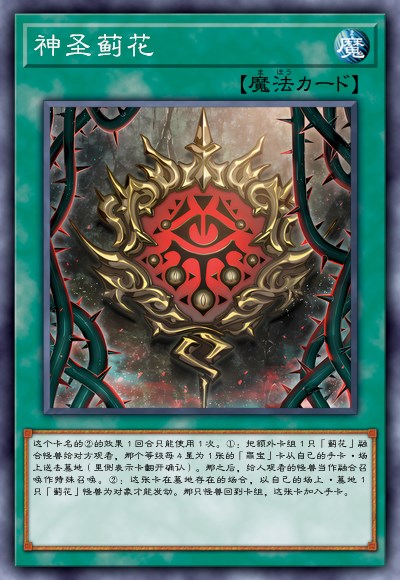 神圣蓟花
魔
【魔法カード】
ま ほう
这个卡名的②的效果1回合只能使用1次。①：把额外卡组1只「蓟花」融
合怪兽给对方观看，那个等级每4星为1张的「罪宝」卡从自己的手卡·场
上送去墓地（里侧表示卡翻开确认）。那之后，给人观看的怪兽当作融合召
唤作特殊召唤。②：这张卡在墓地存在的场合，以自己的场上·墓地1
只「蓟花」怪兽为对象才能发动。那只怪兽回到卡组，这张卡加入手卡。